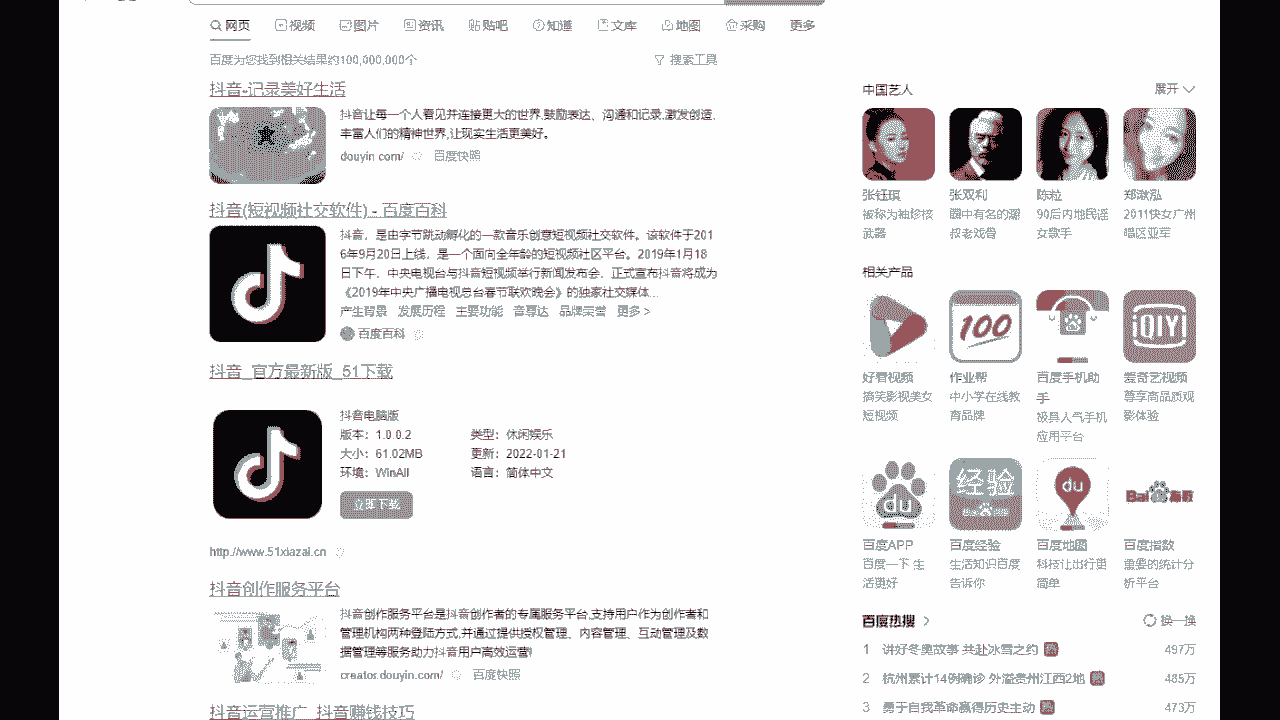 网页 视频 图片 资讯 贴吧 知道 文库 地图 采购 更多
百度为您找到相关结果约100,000,000个 搜索工具
抖音-记录美好生活
抖音让每一个人看见并连接更大的世界,鼓励表达、沟通和记录,激发创造,
丰富人们的精神世界,让现实生活更美好。
douyin.com/ 百度快照
抖音(短视频社交软件) - 百度百科
抖音，是由字节跳动孵化的一款音乐创意短视频社交软件。该软件于201
6年9月20日上线，是一个面向全年龄的短视频社区平台。2019年1月18
日下午，中央电视台与抖音短视频举行新闻发布会，正式宣布抖音将成为
《2019年中央广播电视总台春节联欢晚会》的独家社交媒体...
产生背景 发展历程 主要功能 音尊达 品牌荣誉 更多 >
百度百科
抖音_官方最新版_51下载
抖音电脑版
版本：1.0.0.2 类型：休闲娱乐
大小：61.02MB 更新：2022-01-21
环境：WinAll 语言：简体中文
立即下载
http://www.51xiazai.cn
抖音创作服务平台
抖音创作服务平台是抖音创作者的专属服务平台,支持用户作为创作者和
管理机构两种登陆方式,并通过提供授权管理、内容管理、互动管理及数
据管理等服务助力抖音用户高效运营!
creator.douyin.com/ 百度快照
抖音运营推广_抖音赚钱技巧
中国艺人 展开
张钰琪 张双利 陈粒 郑湫泓
被称为袖珍核 圈中有名的潮 90后内地民谣 2011快女广州
武器 叔老戏骨 女歌手 唱区亚军
相关产品
100
QIY
好看视频 作业帮 百度手机助 爱奇艺视频
搞笑影视美女 中小学在线教 手 尊享高品质观
短视频 育品牌 极具人气手机 影体验
应用平台
du
经验
du
Bai 指数
百度APP 百度经验 百度地图 百度指数
百度一下 生 生活知识百度 科技让出行更 重要的统计分
活更好 告诉你 简单 析平台
百度热搜 换一换
1 讲好冬奥故事 共赴冰雪之约 热 497万
2 杭州累计14例确诊 外溢贵州江西2地 热 485万
3 勇于自我革命赢得历史主动 热 473万